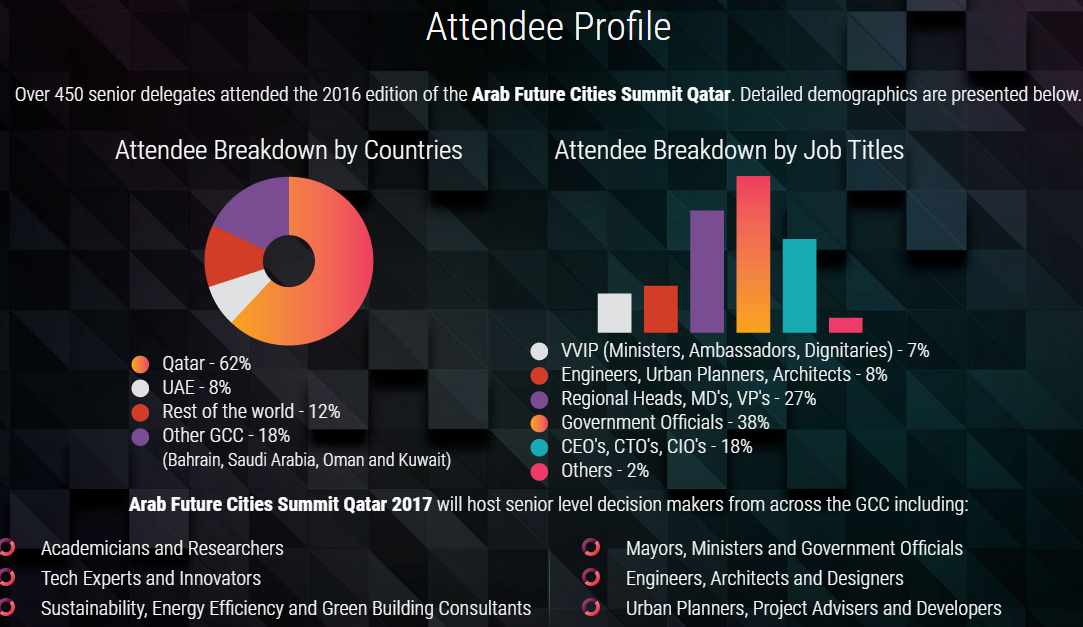 Attendee Profile
Over 450 senior delegates attended the 2016 edition of the Arab Future Cities Summit Qatar. Detailed demographics are presented below.
Attendee Breakdown by Countries
Qatar - 62%
UAE - 8%
Rest of the world - 12%
Other GCC - 18%
(Bahrain, Saudi Arabia, Oman and Kuwait)
Attendee Breakdown by Job Titles
VVIP (Ministers, Ambassadors, Dignitaries) - 7%
Engineers, Urban Planners, Architects - 8%
Regional Heads, MD's, VP's - 27%
Government Officials - 38%
CEO's, CTO's, CIO's - 18%
Others - 2%
Arab Future Cities Summit Qatar 2017 will host senior level decision makers from across the GCC including:
Academicians and Researchers
Tech Experts and Innovators
Sustainability, Energy Efficiency and Green Building Consultants
Mayors, Ministers and Government Officials
Engineers, Architects and Designers
Urban Planners, Project Advisers and Developers